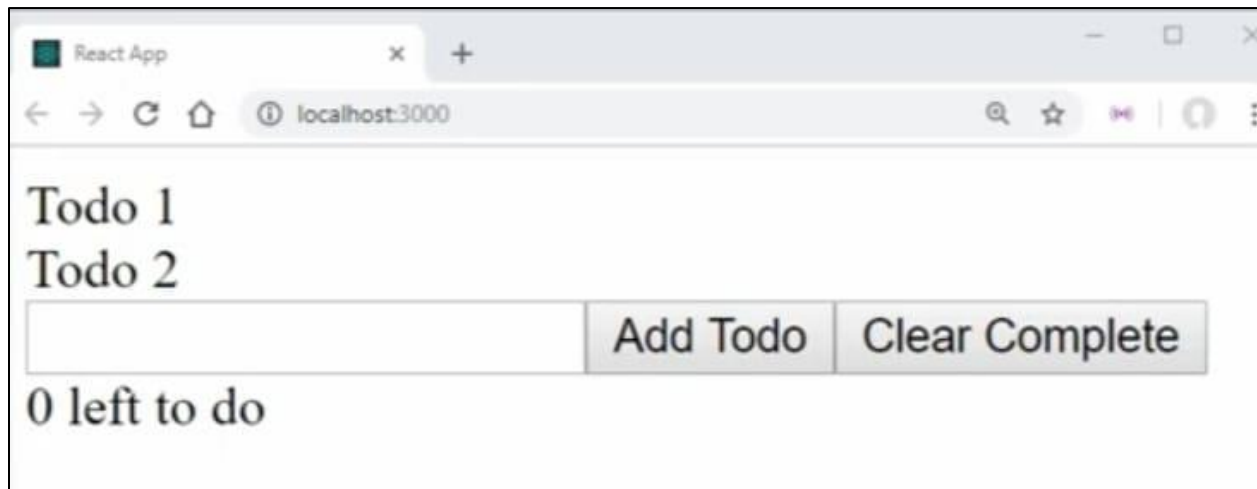 React App
localhost:3000
Todo 1
Todo 2
Add Todo Clear Complete
0 left to do